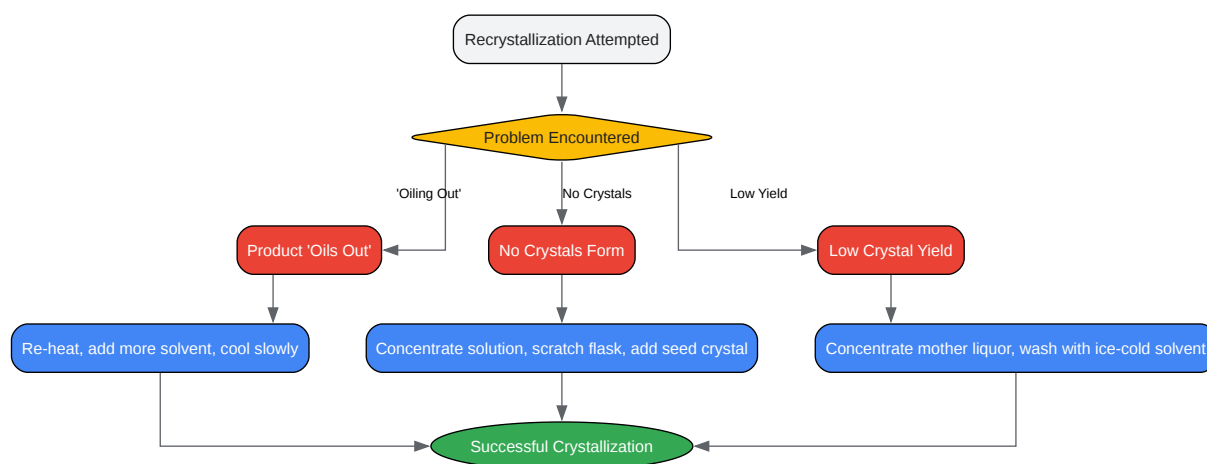 Recrystallization Attempted
Problem Encountered
'Oiling Out'
No Crystals
Low Yield
Product 'Oils Out'
No Crystals Form
Low Crystal Yield
Re-heat, add more solvent, cool slowly
Concentrate solution, scratch flask, add seed crystal
Concentrate mother liquor, wash with ice-cold solvent
Successful Crystallization